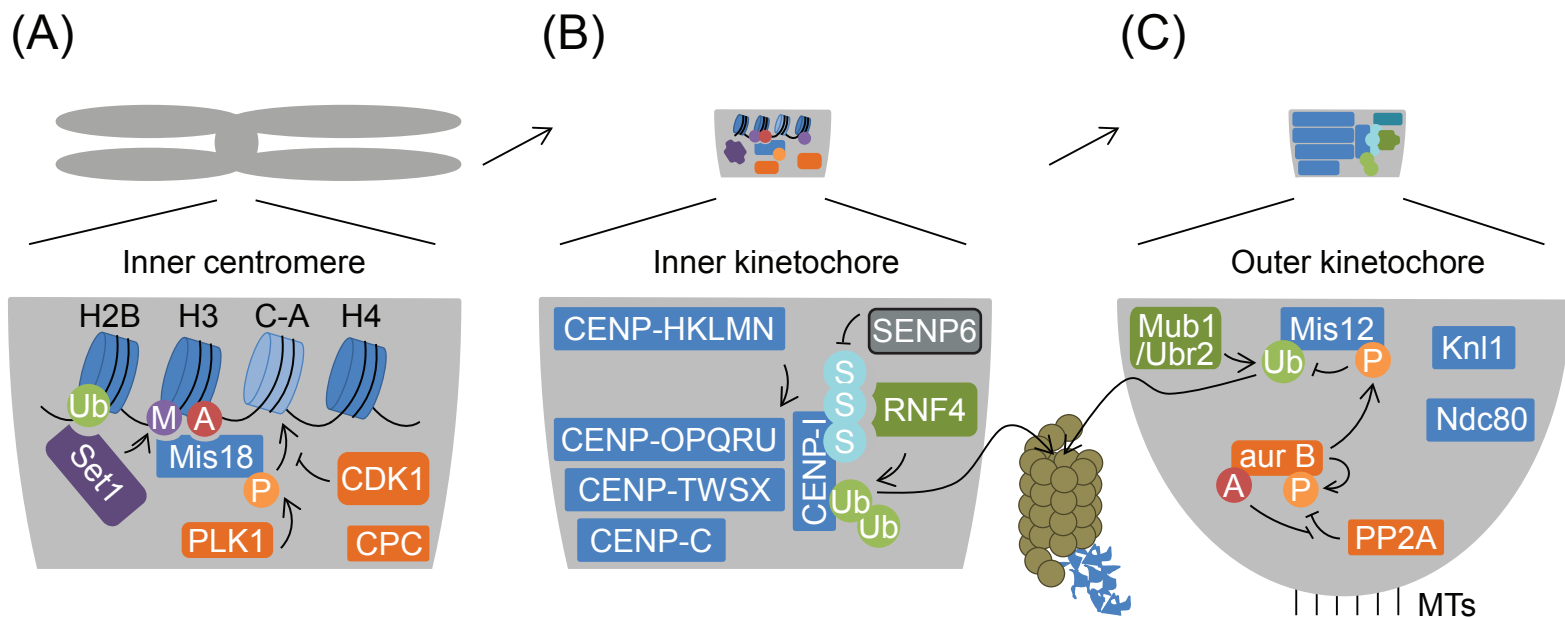 (A)
(B)
(C)
Inner centromere
H2B H3 C-A H4
Ub
M
A
Set1
Mis18
P
CDK1
PLK1
CPC
Inner kinetochore
CENP-HKLMN
SENP6
S
S
S
RNF4
CENP-OPQRU
CENP-I
CENP-TWSX
Ub
Ub
CENP-C
Outer kinetochore
Mub1
/Ubr2
Mis12
Ub
P
Knl1
Ndc80
aur B
A
P
PP2A
MTs